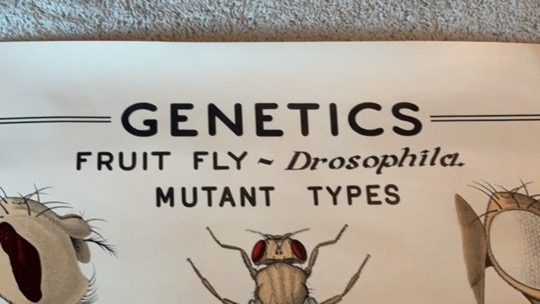 GENETICS
FRUIT FLY ~ Drosophila.
MUTANT TYPES